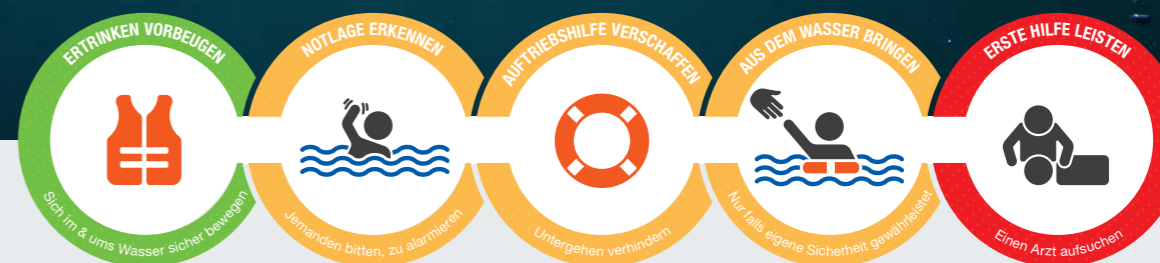 ERTRINKEN VORBEUGEN
Sich im & ums Wasser sicher bewegen
NOTLAGE ERKENNEN
Jemanden bitten, zu alarmieren
AUFTRIEBSHILFE VERSCHAFFEN
Untergehen verhindern
AUS DEM WASSER BRINGEN
Nur falls eigene Sicherheit gewährleistet
ERSTE HILFE LEISTEN
Einen Arzt aufsuchen